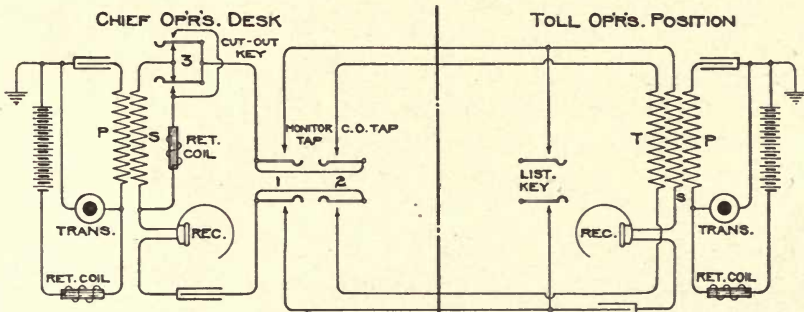 CHIEF OPR'S. DESK
TOLL OPR'S. POSITION
CUT-OUT
KEY
3
P
S
RET.
COIL
MONITOR
TAP
C.O. TAP
1
2
TRANS.
REC.
RET. COIL
LIST.
KEY
T
P
S
REC.
TRANS.
RET. COIL